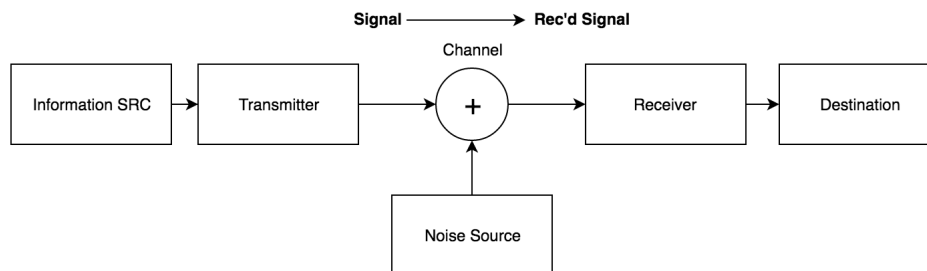 Signal Rec'd Signal
Channel
Information SRC
Transmitter
+
Receiver
Destination
Noise Source